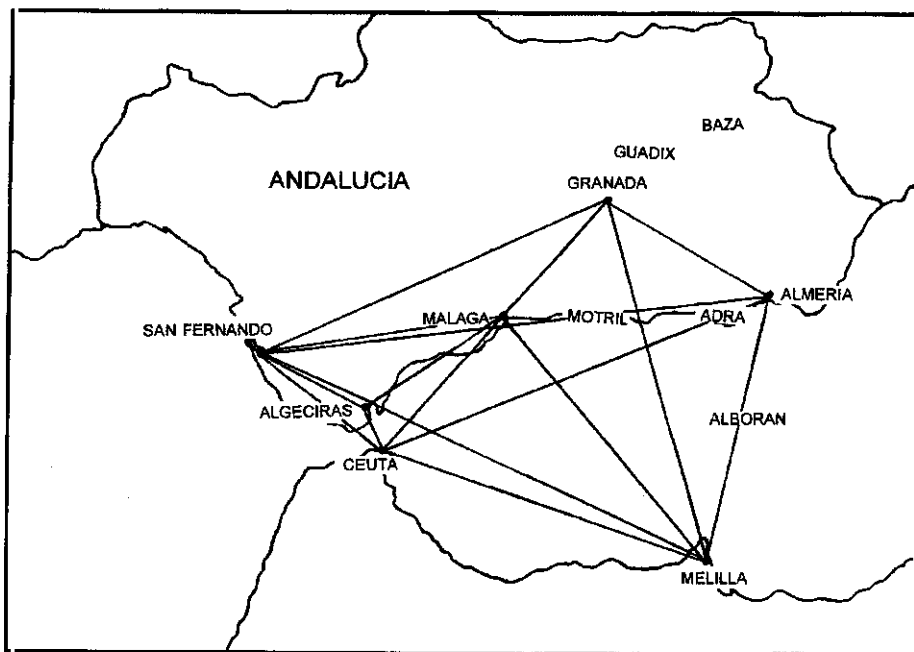 BAZA
GUADIX
ANDALUCIA
GRANADA
ALMERIA
MALAGA
MOTRIL
ADRA
SAN FERNANDO
ALGECIRAS
ALBORAN
CEUTA
MELILLA